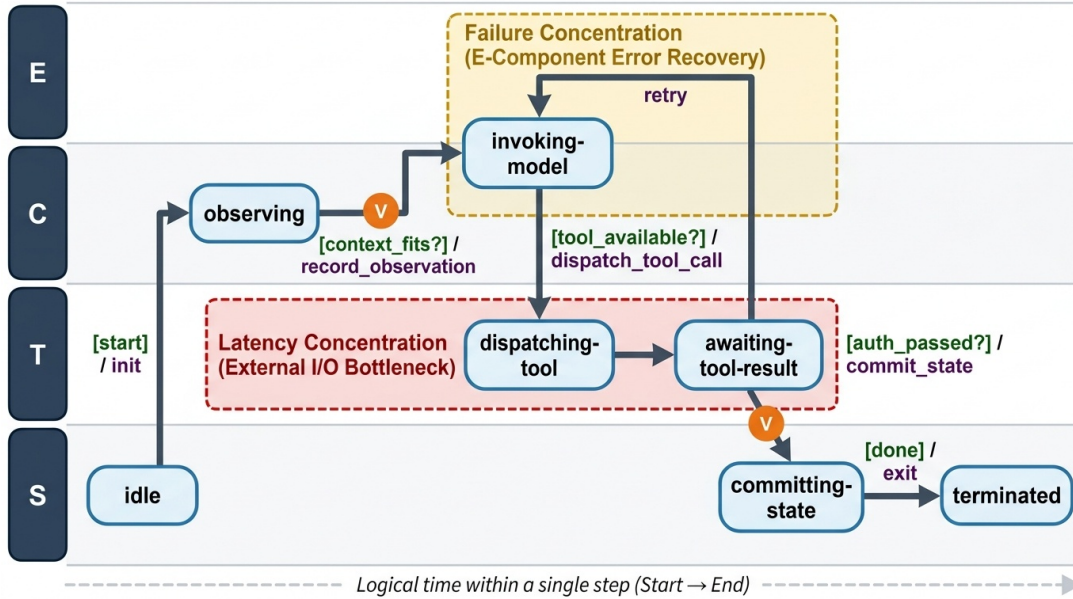 E
Failure Concentration
(E-Component Error Recovery)
retry
invoking-
model
C
observing
V
[context_fits?] /
record_observation
[tool_available?] /
dispatch_tool_call
T
[start]
/ init
Latency Concentration
(External I/O Bottleneck)
dispatching-
tool
awaiting-
tool-result
[auth_passed?] /
commit_state
V
S
idle
committing-
state
[done] /
exit
terminated
Logical time within a single step (Start → End)